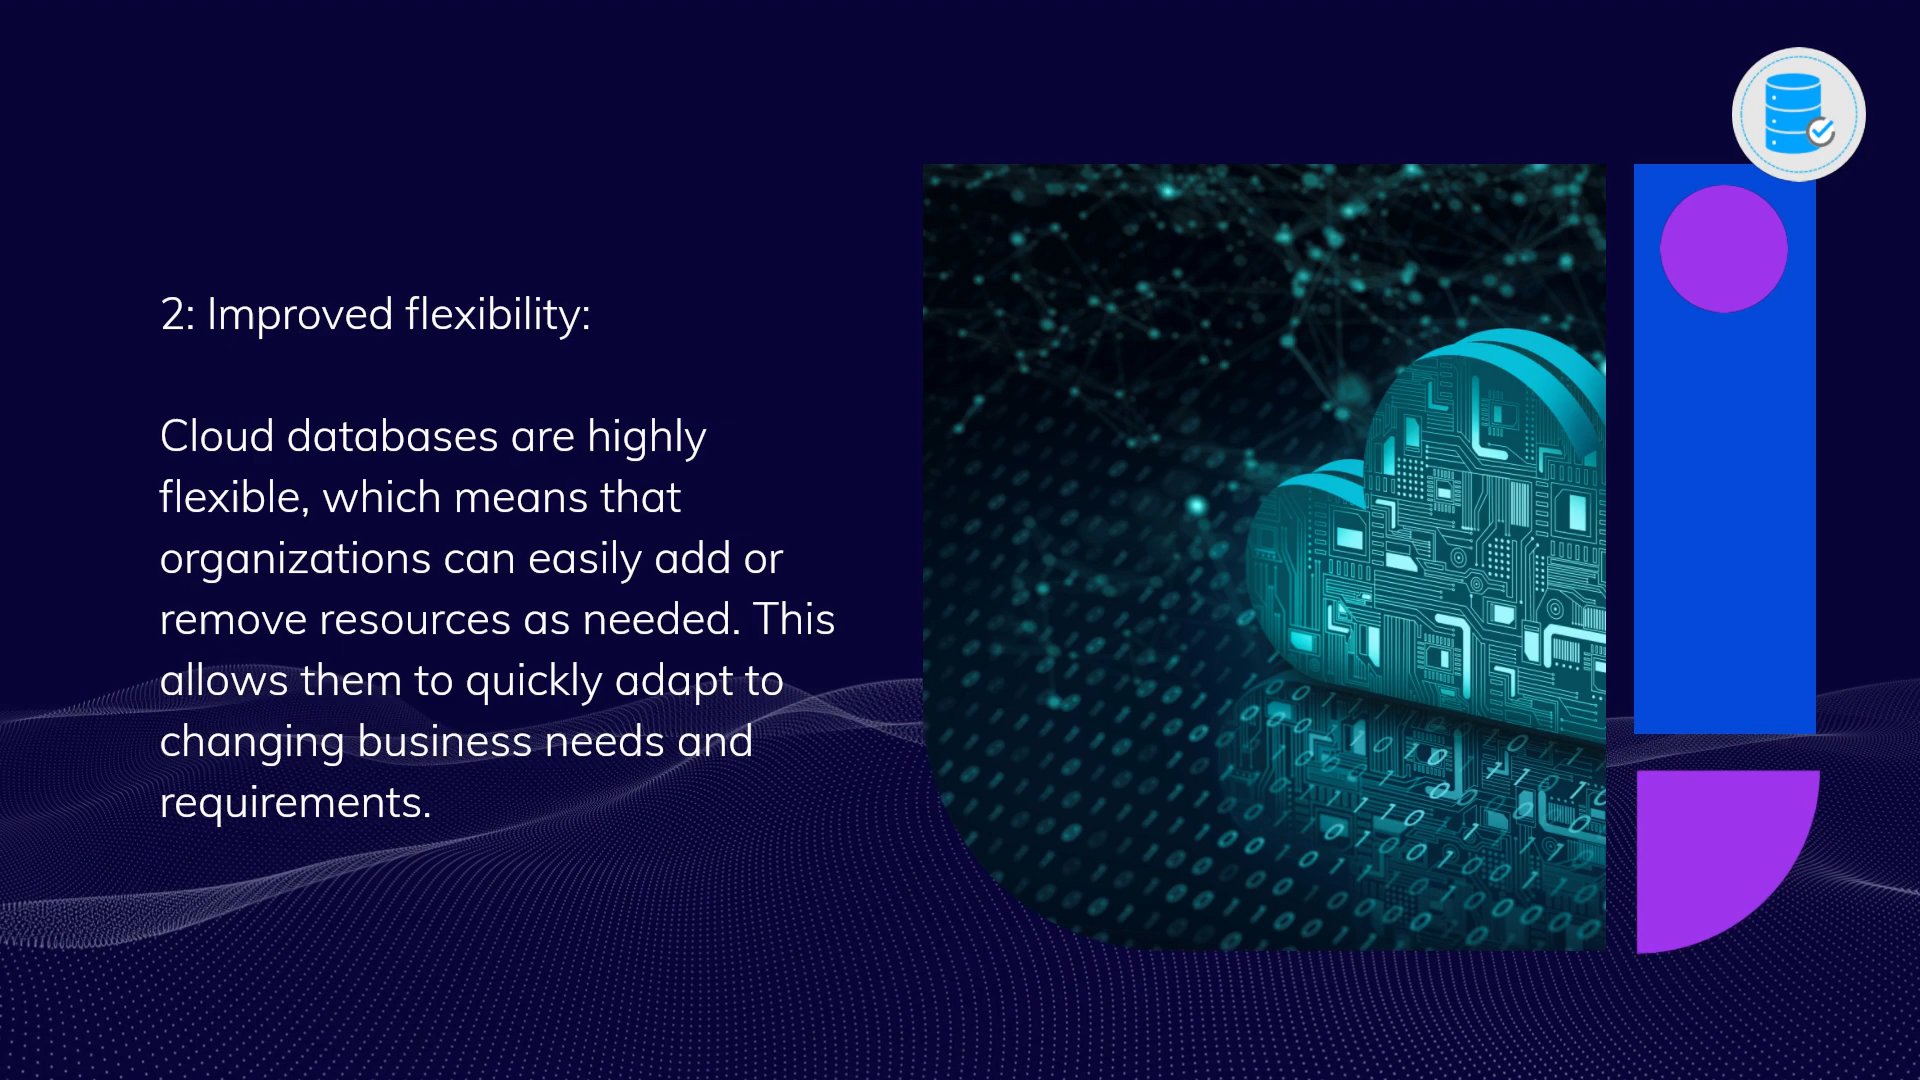 2: Improved flexibility:
Cloud databases are highly
flexible, which means that
organizations can easily add or
remove resources as needed. This
allows them to quickly adapt to
changing business needs and
requirements.